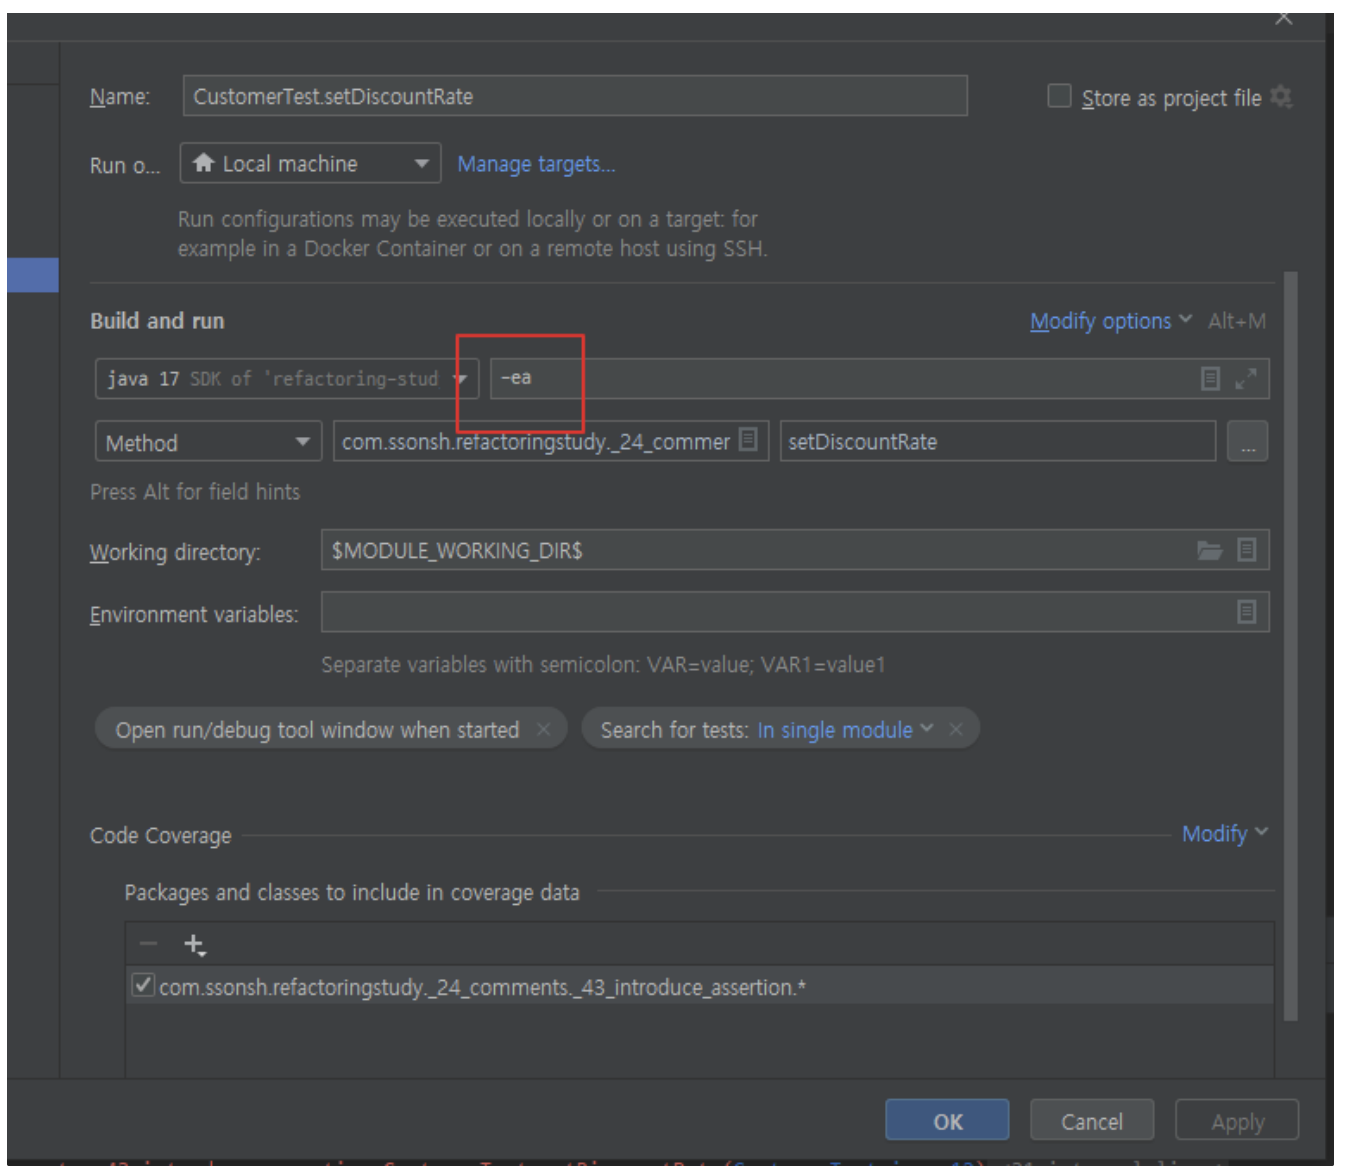 Name: CustomerTest.setDiscountRate Store as project file
Run o... Local machine Manage targets...
Run configurations may be executed locally or on a target: for
example in a Docker Container or on a remote host using SSH.
Build and run Modify options Alt+M
java 17 SDK of 'refactoring-stud -ea
Method com.ssonsh.refactoringstudy._24_commer setDiscountRate ...
Press Alt for field hints
Working directory: $MODULE_WORKING_DIR$
Environment variables:
Separate variables with semicolon: VAR=value; VAR1=value1
Open run/debug tool window when started × Search for tests: In single module ×
Code Coverage Modify
Packages and classes to include in coverage data
com.ssonsh.refactoringstudy._24_comments._43_introduce_assertion.*
OK Cancel Apply